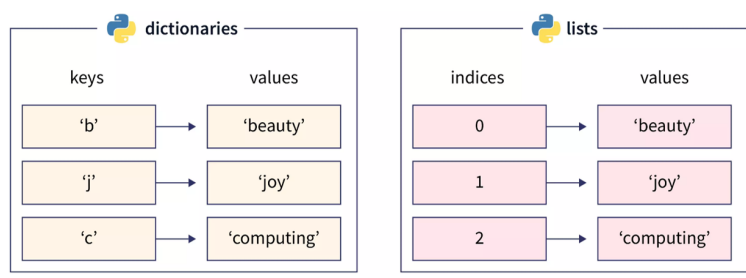 dictionaries
keys values
‘b’ ‘beauty’
‘j’ ‘joy’
‘c’ ‘computing’
lists
indices values
0 ‘beauty’
1 ‘joy’
2 ‘computing’